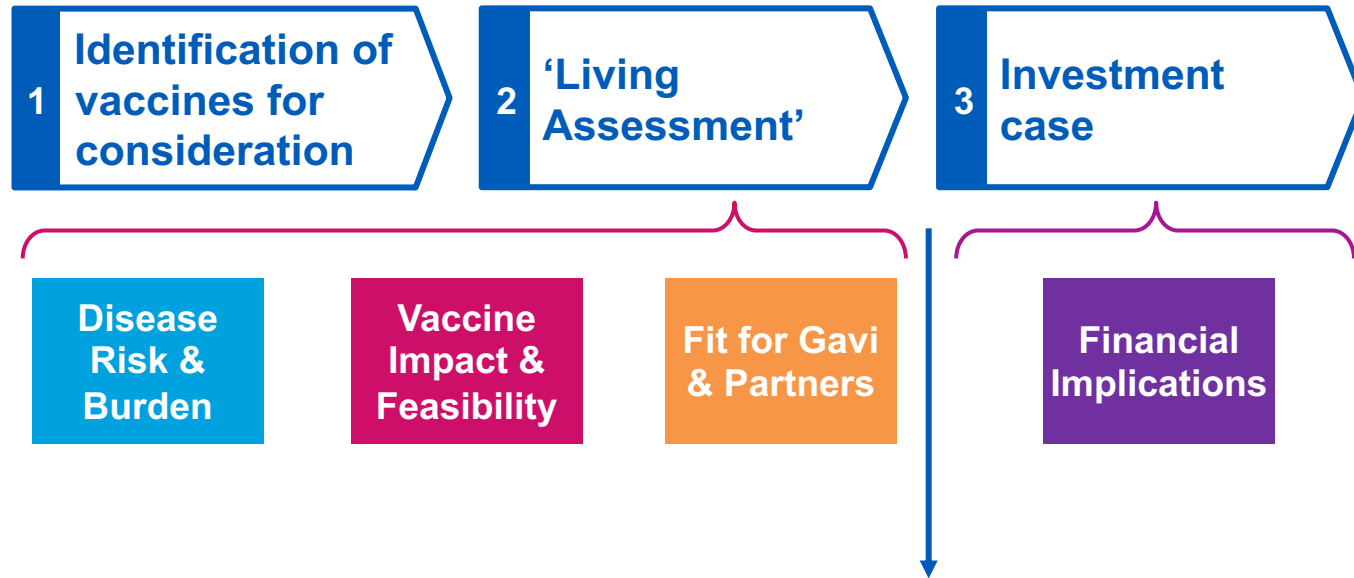 1
Identification of
vaccines for
consideration
2
‘Living
Assessment’
3
Investment
case
Disease
Risk &
Burden
Vaccine
Impact &
Feasibility
Fit for Gavi
& Partners
Financial
Implications